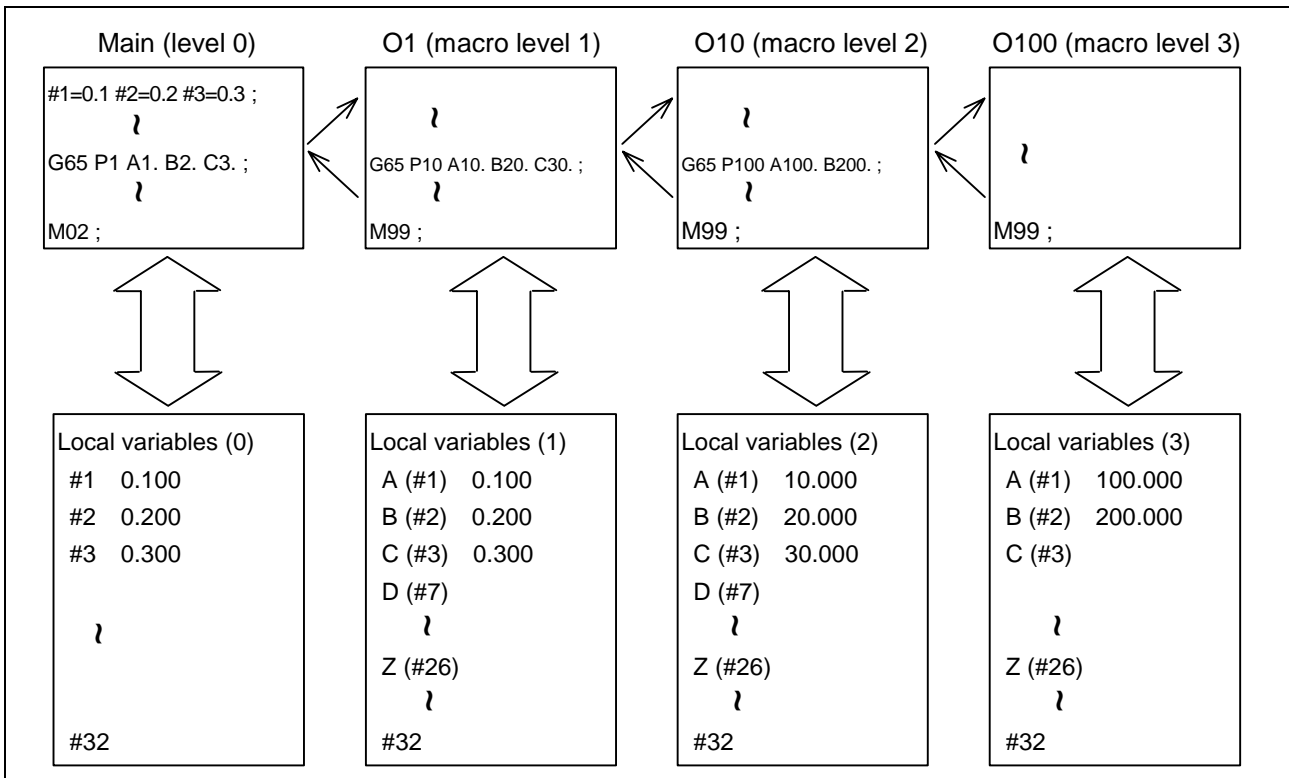 Main (level 0)
#1=0.1 #2=0.2 #3=0.3 ;
~
G65 P1 A1. B2. C3. ;
~
M02 ;
O1 (macro level 1)
~
G65 P10 A10. B20. C30. ;
~
M99 ;
O10 (macro level 2)
~
G65 P100 A100. B200. ;
~
M99 ;
O100 (macro level 3)
~
M99 ;
Local variables (0)
#1 0.100
#2 0.200
#3 0.300
~
#32
Local variables (1)
A (#1) 0.100
B (#2) 0.200
C (#3) 0.300
D (#7)
~
Z (#26)
~
#32
Local variables (2)
A (#1) 10.000
B (#2) 20.000
C (#3) 30.000
D (#7)
~
Z (#26)
~
#32
Local variables (3)
A (#1) 100.000
B (#2) 200.000
C (#3)
~
Z (#26)
~
#32